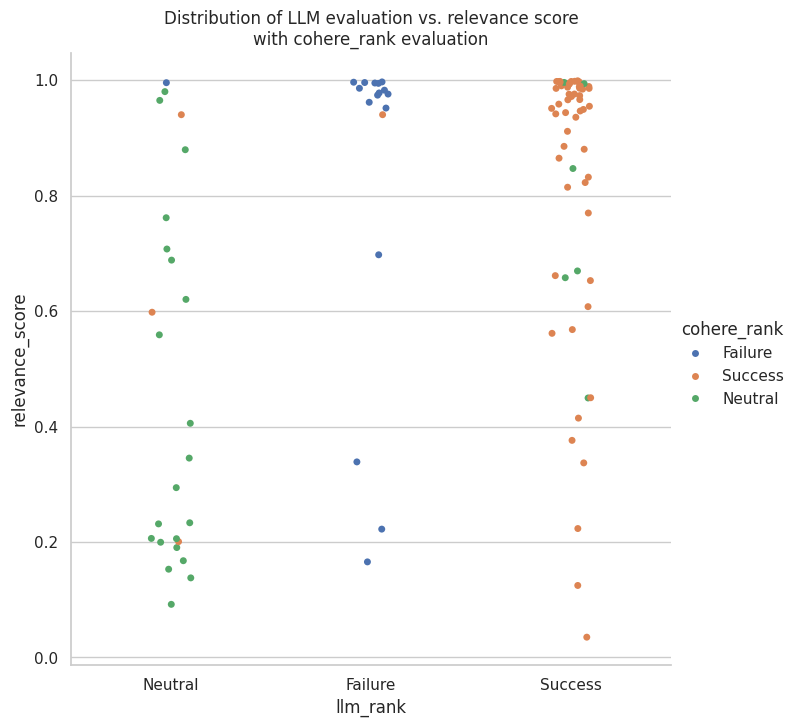 Distribution of LLM evaluation vs. relevance score
with cohere_rank evaluation
1.0
0.8
0.6
0.4
0.2
0.0
relevance_score
Neutral
Failure
Success
llm_rank
cohere_rank
Failure
Success
Neutral